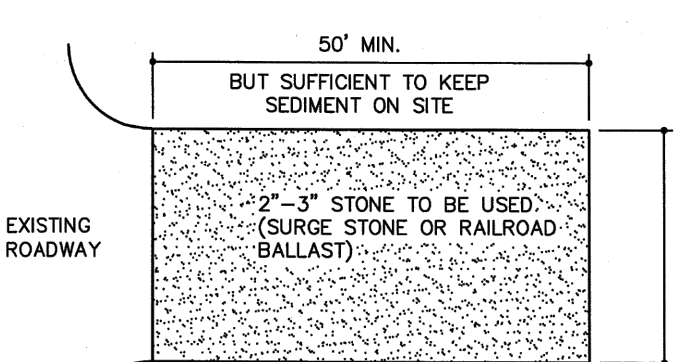 50' MIN.
BUT SUFFICIENT TO KEEP
SEDIMENT ON SITE
2"–3" STONE TO BE USED.
(SURGE STONE OR RAILROAD
BALLAST)
EXISTING
ROADWAY